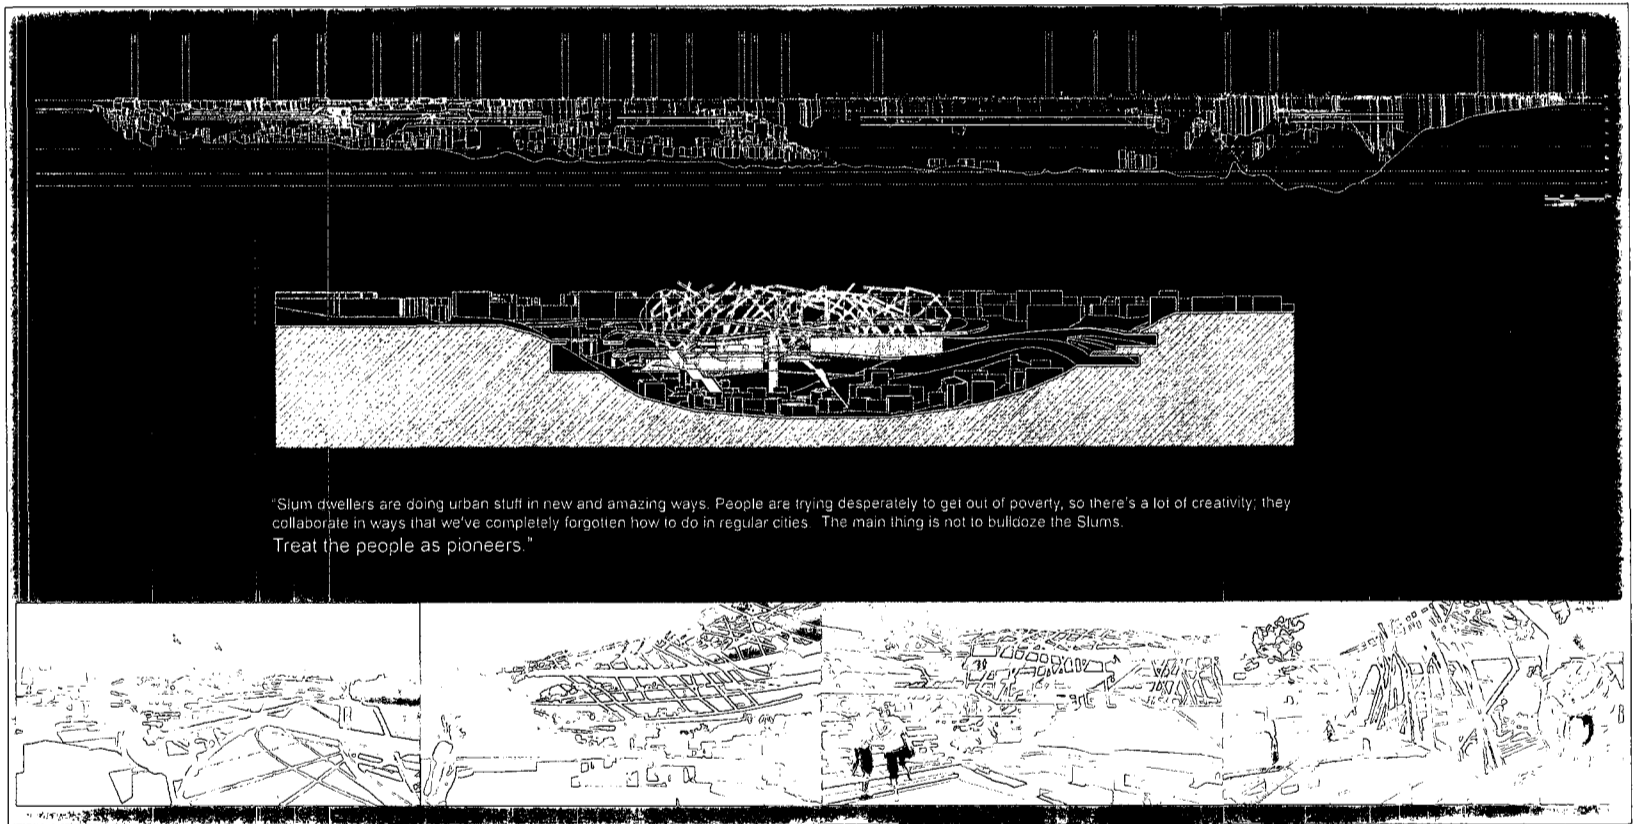 "Slum dwellers are doing urban stuff in new and amazing ways. People are trying desperately to get out of poverty, so there's a lot of creativity; they
collaborate in ways that we've completely forgotten how to do in regular cities. The main thing is not to bulldoze the Slums.
Treat the people as pioneers."